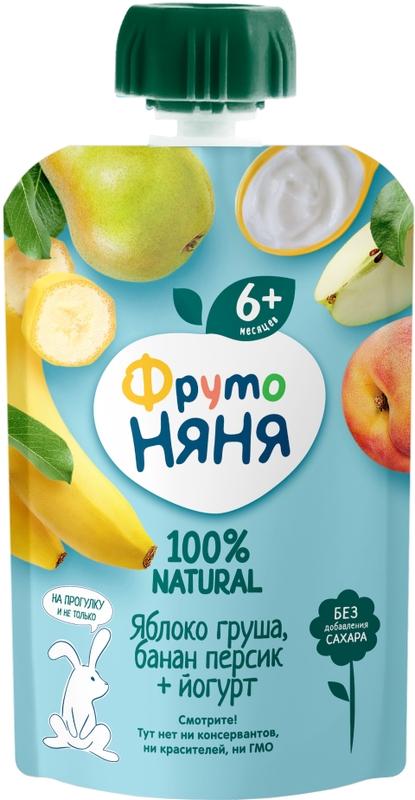 6+
месяцев
Фруто
НЯНЯ
100%
NATURAL
НА ПРОГУЛКУ
И НЕ ТОЛЬКО
БЕЗ
добавления
САХАРА
Яблоко груша,
банан персик
+ йогурт
Смотрите!
Тут нет ни консервантов,
ни красителей, ни ГМО